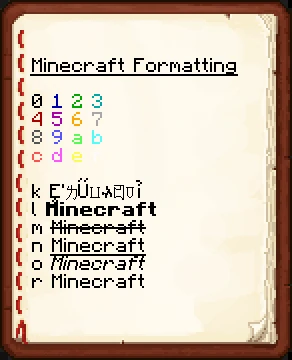 Minecraft Formatting
0 1 2 3
4 5 6 7
8 9 a b
c d e
k
l Minecraft
m Minecraft
n Minecraft
o Minecraft
r Minecraft